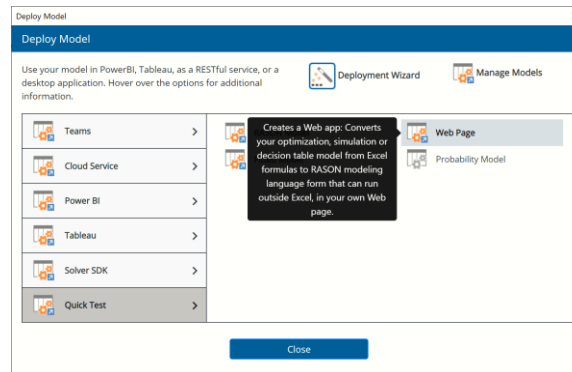 Deploy Model
Deploy Model
Use your model in PowerBI, Tableau, as a RESTful service, or a
desktop application. Hover over the options for additional
information.
Deployment Wizard
Manage Models
Teams
Cloud Service
Power BI
Tableau
Solver SDK
Quick Test
Creates a Web app: Converts
your optimization, simulation or
decision table model from Excel
formulas to RASON modeling
language form that can run
outside Excel, in your own Web
page.
Web Page
Probability Model
Close